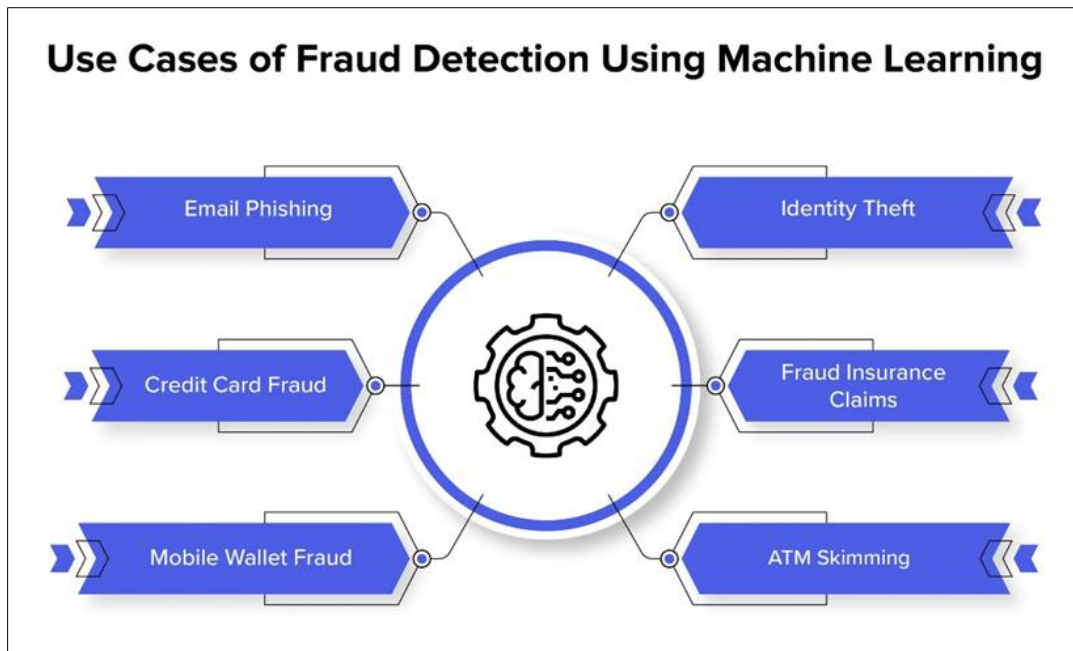 Use Cases of Fraud Detection Using Machine Learning
Email Phishing
Identity Theft
Credit Card Fraud
Fraud Insurance
Claims
Mobile Wallet Fraud
ATM Skimming